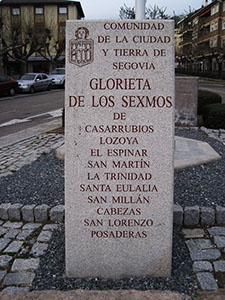 COMUNIDAD
DE LA CIUDAD
Y TIERRA DE
SEGOVIA
GLORIETA
DE LOS SEXMOS
DE
CASARRUBIOS
LOZOYA
EL ESPINAR
SAN MARTÍN
LA TRINIDAD
SANTA EULALIA
SAN MILLÁN
CABEZAS
SAN LORENZO
POSADERAS